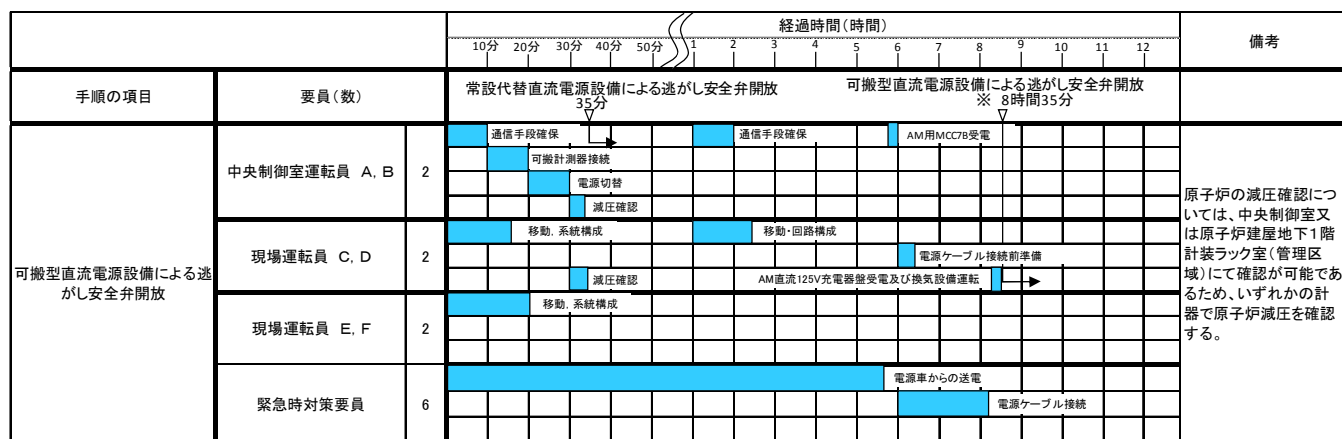 経過時間(時間)
備考
10分 20分 30分 40分 50分 1 2 3 4 5 6 7 8 9 10 11 12
手順の項目
要員(数)
常設代替直流電源設備による逃がし安全弁開放
35分
可搬型直流電源設備による逃がし安全弁開放
※ 8時間35分
可搬型直流電源設備による逃
がし安全弁開放
中央制御室運転員 A,B
2
通信手段確保
通信手段確保
AM用MCC7B受電
可搬計測器接続
電源切替
減圧確認
現場運転員 C,D
2
移動,系統構成
移動・回路構成
電源ケーブル接続前準備
減圧確認
AM直流125V充電器盤受電及び換気設備運転
現場運転員 E,F
2
移動,系統構成
緊急時対策要員
6
電源車からの送電
電源ケーブル接続
原子炉の減圧確認につ
いては、中央制御室又
は原子炉建屋地下1階
計装ラック室(管理区
域)にて確認が可能であ
るため、いずれかの計
器で原子炉減圧を確認
する。